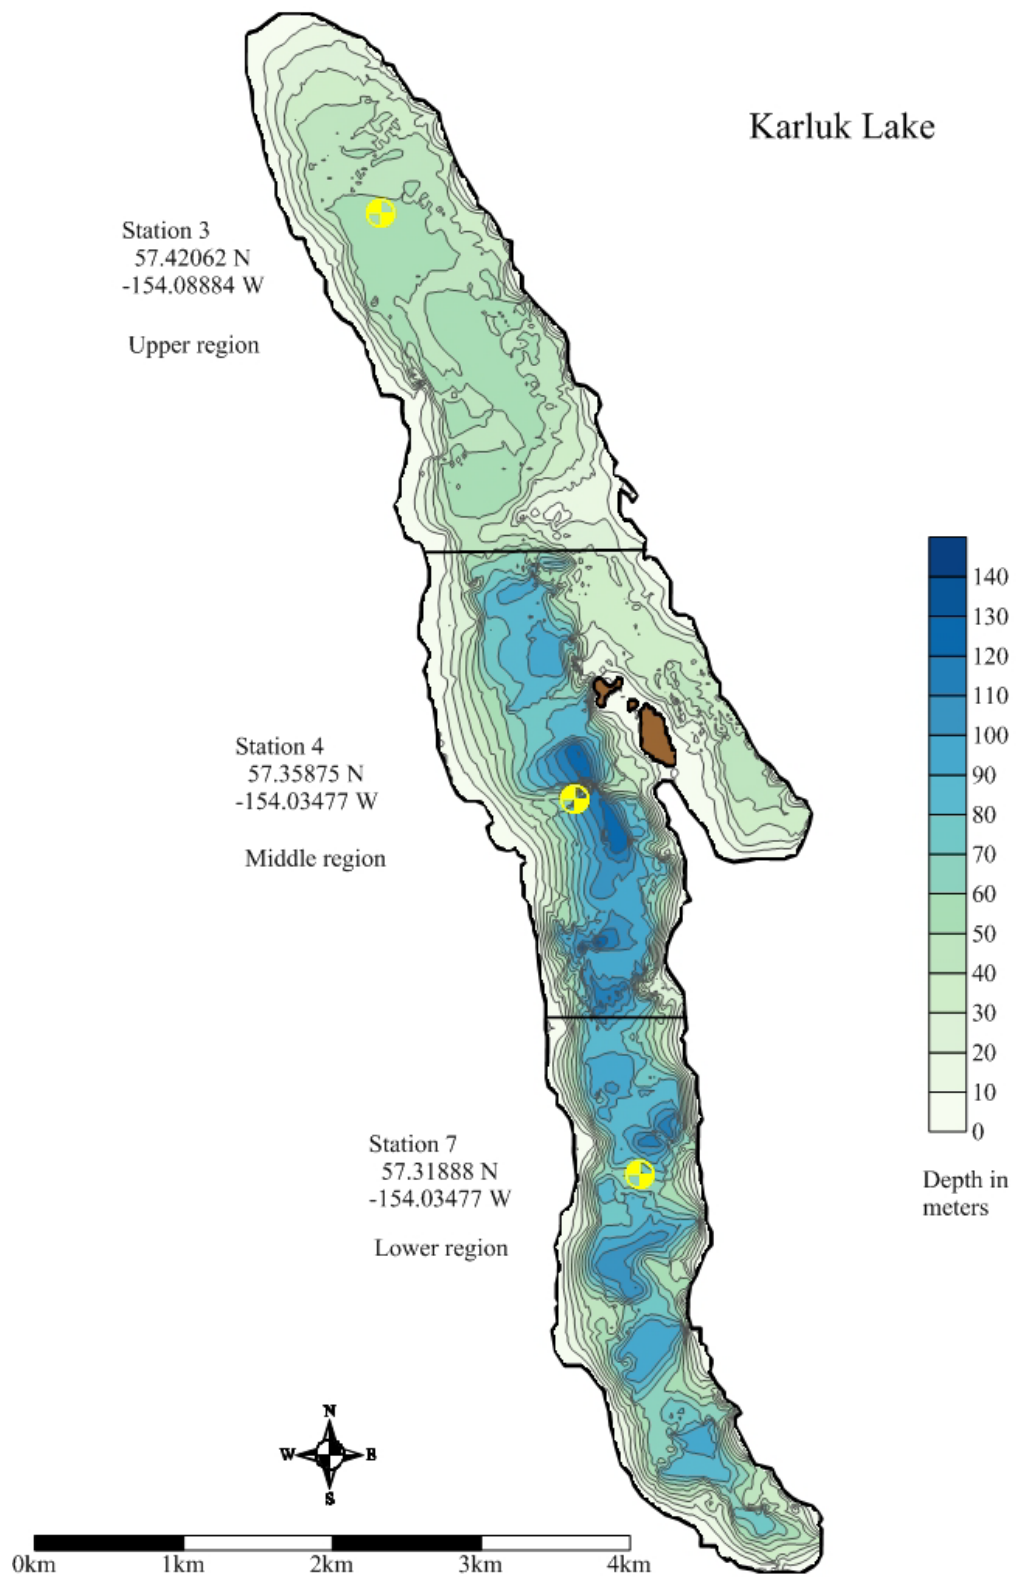 Karluk Lake
Station 3
57.42062 N
-154.08884 W
Upper region
Station 4
57.35875 N
-154.03477 W
Middle region
Station 7
57.31888 N
-154.03477 W
Lower region
140
130
120
110
100
90
80
70
60
50
40
30
20
10
0
Depth in
meters
N
W E
S
0km 1km 2km 3km 4km